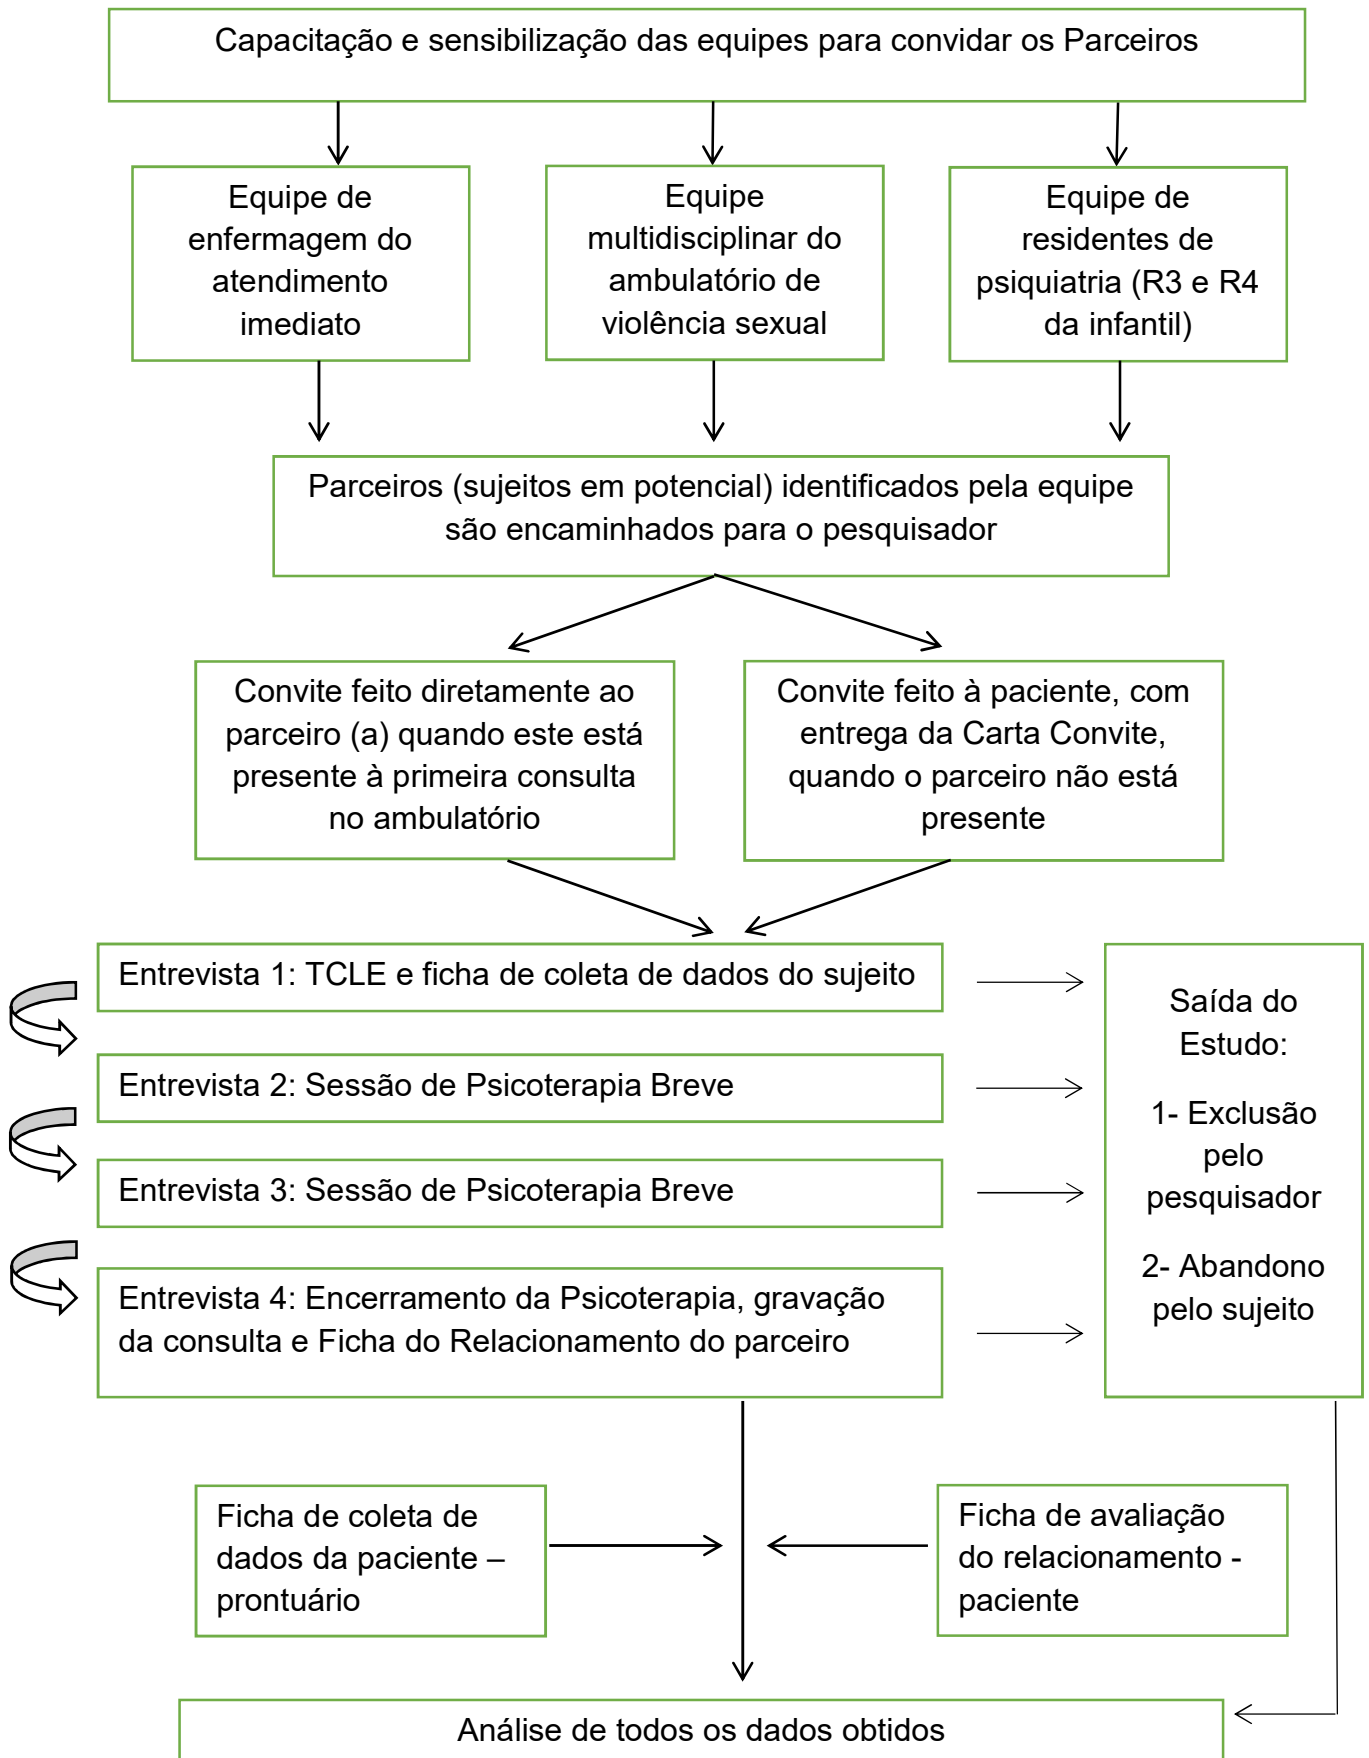 Capacitação e sensibilização das equipes para convidar os Parceiros
Equipe de
enfermagem do
atendimento
imediato
Equipe
multidisciplinar do
ambulatório de
violência sexual
Equipe de
residentes de
psiquiatria (R3 e R4
da infantil)
Parceiros (sujeitos em potencial) identificados pela equipe
são encaminhados para o pesquisador
Convite feito diretamente ao
parceiro (a) quando este está
presente à primeira consulta
no ambulatório
Convite feito à paciente, com
entrega da Carta Convite,
quando o parceiro não está
presente
Entrevista 1: TCLE e ficha de coleta de dados do sujeito
Entrevista 2: Sessão de Psicoterapia Breve
Entrevista 3: Sessão de Psicoterapia Breve
Entrevista 4: Encerramento da Psicoterapia, gravação
da consulta e Ficha do Relacionamento do parceiro
Saída do
Estudo:
1- Exclusão
pelo
pesquisador
2- Abandono
pelo sujeito
Ficha de coleta de
dados da paciente –
prontuário
Ficha de avaliação
do relacionamento -
paciente
Análise de todos os dados obtidos